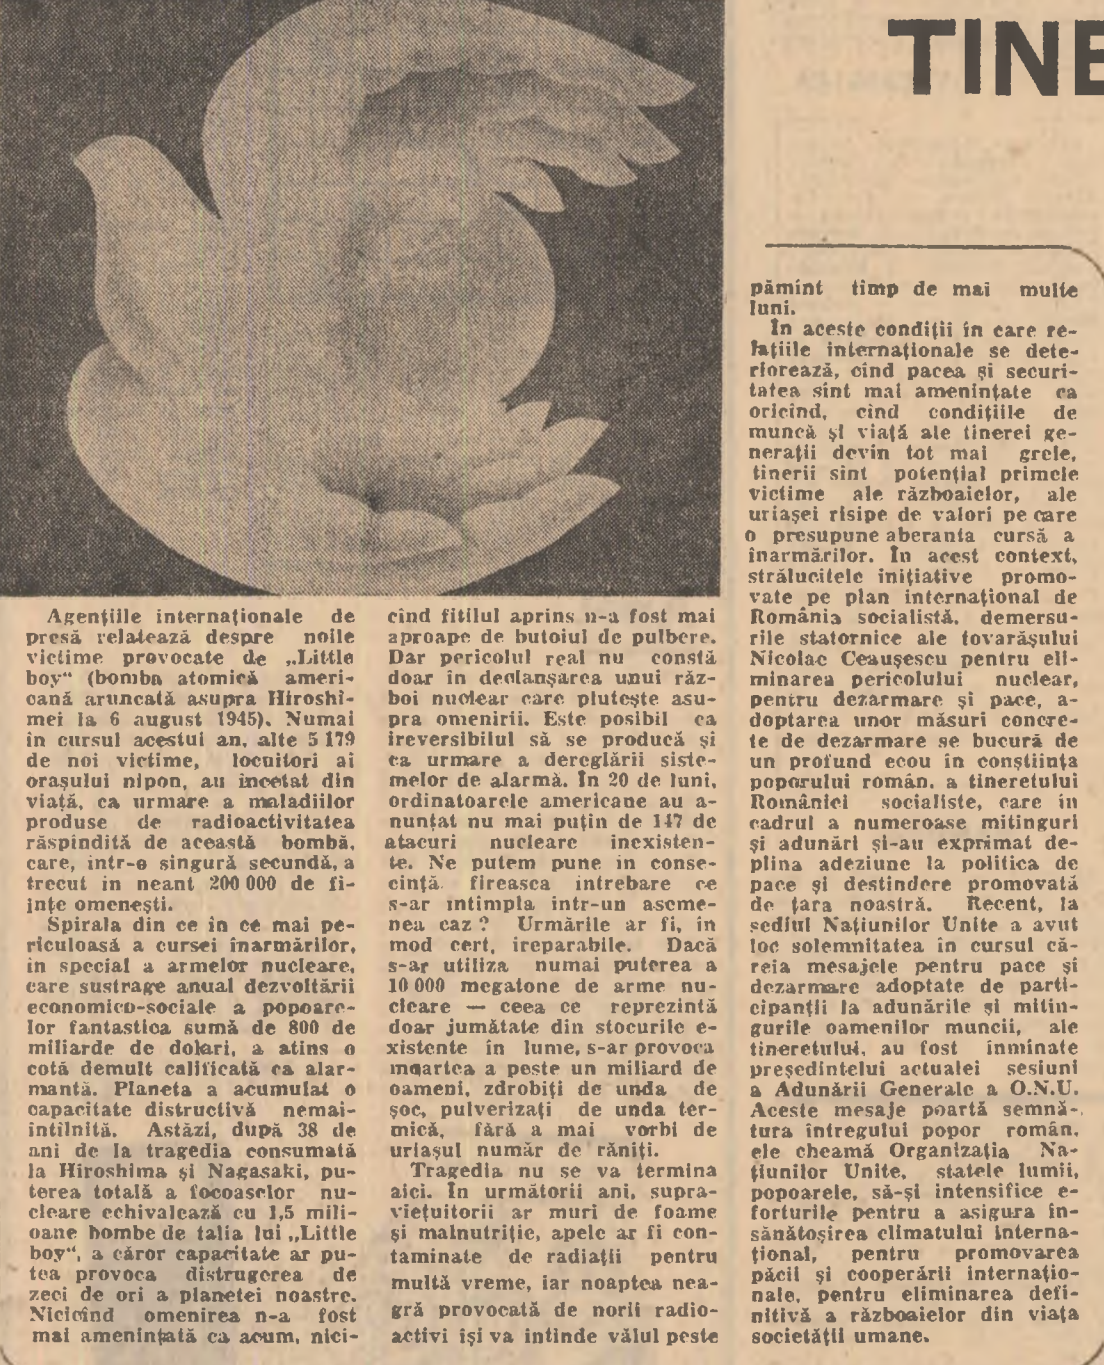 TINE
Agențiile internaționale de
presă relatează despre noile
victime provocate de „Little
boy“ (bomba atomică ameri-
cană aruncată asupra Hiroshi-
mei la 6 august 1945). Numai
în cursul acestui an, alte 5 179
de noi victime, locuitori ai
orașului nipon, au încetat din
viață, ca urmare a maladiilor
produse de radioactivitatea
răspîndită de această bombă,
care, într-o singură secundă, a
trecut în neant 200 000 de fi-
ințe omenești.
Spirala din ce în ce mai pe-
riculoasă a cursei înarmărilor,
în special a armelor nucleare,
care sustrage anual dezvoltării
economico-sociale a popoare-
lor fantastica sumă de 800 de
miliarde de dolari, a atins o
cotă demult calificată ca alar-
mantă. Planeta a acumulat o
capacitate distructivă nemai-
întîlnită. Astăzi, după 38 de
ani de la tragedia consumată
la Hiroshima și Nagasaki, pu-
terea totală a focoaselor nu-
cleare echivalează cu 1,5 mili-
oane bombe de talia lui „Little
boy“, a căror capacitate ar pu-
tea provoca distrugerea de
zeci de ori a planetei noastre.
Nicicînd omenirea n-a fost
mai amenințată ca acum, nici-
cînd fitilul aprins n-a fost mai
aproape de butoiul de pulbere.
Dar pericolul real nu constă
doar în declanșarea unui răz-
boi nuclear care plutește asu-
pra omenirii. Este posibil ca
ireversibilul să se producă și
ca urmare a dereglării siste-
melor de alarmă. În 20 de luni,
ordinatoarele americane au a-
nunțat nu mai puțin de 147 de
atacuri nucleare inexisten-
te. Ne putem pune în conse-
cință fireasca întrebare ce
s-ar întîmpla într-un aseme-
nea caz ? Urmările ar fi, în
mod cert, ireparabile. Dacă
s-ar utiliza numai puterea a
10 000 megatone de arme nu-
cleare — ceea ce reprezintă
doar jumătate din stocurile e-
xistente în lume, s-ar provoca
moartea a peste un miliard de
oameni, zdrobiți de unda de
șoc, pulverizați de unda ter-
mică, fără a mai vorbi de
uriașul număr de răniți.
Tragedia nu se va termina
aici. În următorii ani, supra-
viețuitorii ar muri de foame
și malnutriție, apele ar fi con-
taminate de radiații pentru
multă vreme, iar noaptea nea-
gră provocată de norii radio-
activi își va întinde vălul peste
pămînt timp de mai multe
luni.
În aceste condiții în care re-
lațiile internaționale se dete-
riorează, cînd pacea și securi-
tatea sînt mai amenințate ca
oricînd, cînd condițiile de
muncă și viață ale tinerei ge-
nerații devin tot mai grele,
tinerii sînt potențial primele
victime ale războaielor, ale
uriașei risipe de valori pe care
o presupune aberanta cursă a
înarmărilor. În acest context,
strălucitele inițiative promo-
vate pe plan internațional de
România socialistă, demersu-
rile statornice ale tovarășului
Nicolae Ceaușescu pentru eli-
minarea pericolului nuclear,
pentru dezarmare și pace, a-
doptarea unor măsuri concre-
te de dezarmare se bucură de
un profund ecou în conștiința
poporului român, a tineretului
României socialiste, care în
cadrul a numeroase mitinguri
și adunări și-au exprimat de-
plina adeziune la politica de
pace și destindere promovată
de țara noastră. Recent, la
sediul Națiunilor Unite a avut
loc solemnitatea în cursul că-
reia mesajele pentru pace și
dezarmare adoptate de parti-
cipanții la adunările și mitin-
gurile oamenilor muncii, ale
tineretului, au fost înmînate
președintelui actualei sesiuni
a Adunării Generale a O.N.U.
Aceste mesaje poartă semnă-
tura întregului popor român,
ele cheamă Organizația Na-
țiunilor Unite, statele lumii,
popoarele, să-și intensifice e-
forturile pentru a asigura în-
sănătoșirea climatului interna-
țional, pentru promovarea
păcii și cooperării internațio-
nale, pentru eliminarea defi-
nitivă a războaielor din viața
societății umane.